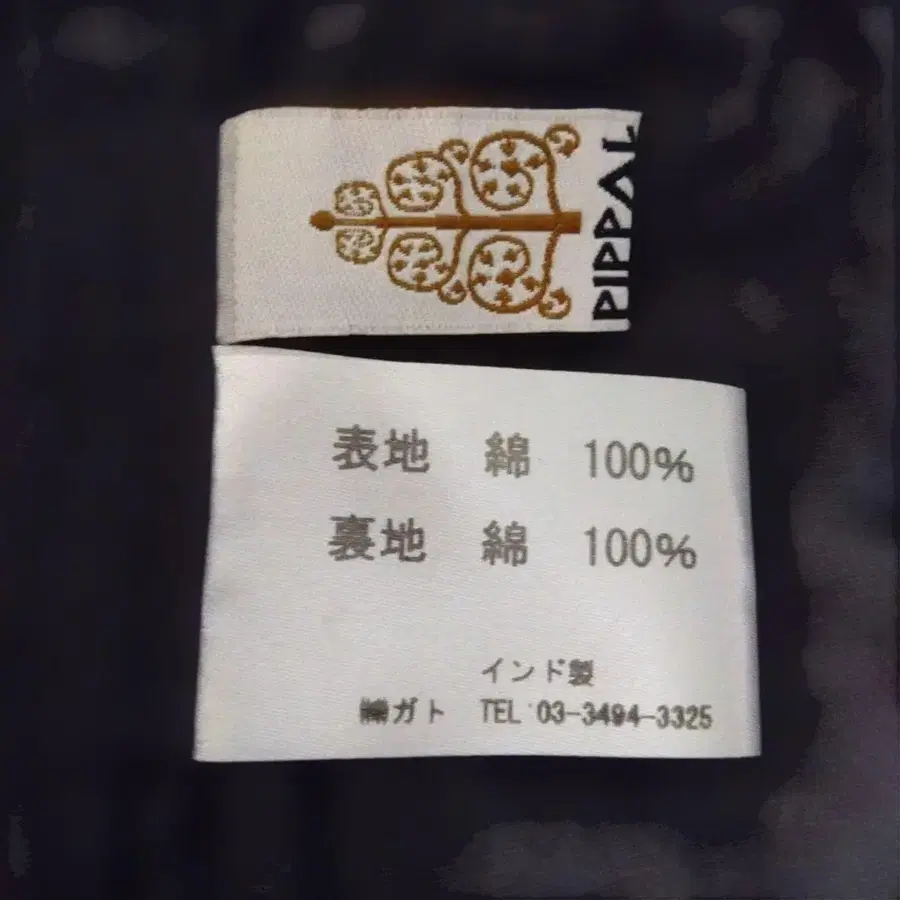 PIPPAL
表地 綿 100%
裏地 綿 100%
インド製
㈱ガト TEL 03-3494-3325